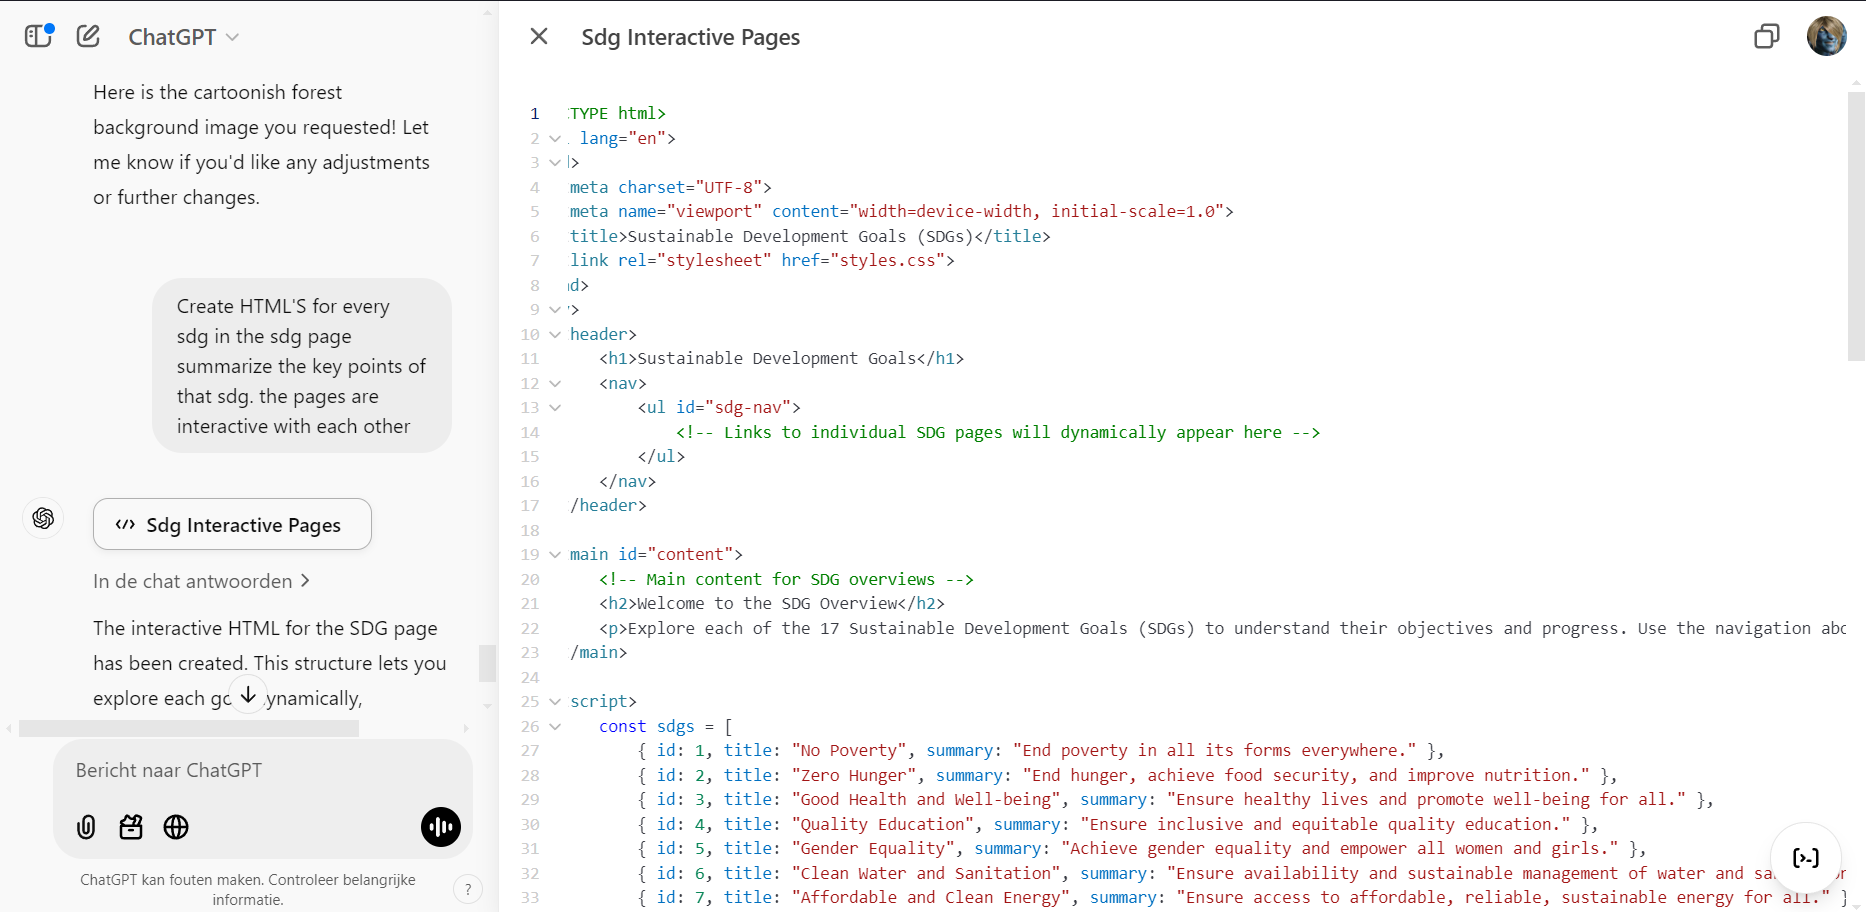 ChatGPT
Here is the cartoonish forest
background image you requested! Let
me know if you'd like any adjustments
or further changes.
Create HTML'S for every
sdg in the sdg page
summarize the key points of
that sdg. the pages are
interactive with each other
Sdg Interactive Pages
In de chat antwoorden
The interactive HTML for the SDG page
has been created. This structure lets you
explore each ynamically,
Bericht naar ChatGPT
ChatGPT kan fouten maken. Controleer belangrijke
informatie.
?
Sdg Interactive Pages
1 TYPE html>
2 lang="en">
3 >
4 meta charset="UTF-8">
5 meta name="viewport" content="width=device-width, initial-scale=1.0">
6 title>Sustainable Development Goals (SDGs)</title>
7 link rel="stylesheet" href="styles.css">
8 d>
9 >
10 header>
11 <h1>Sustainable Development Goals</h1>
12 <nav>
13 <ul id="sdg-nav">
14 <!-- Links to individual SDG pages will dynamically appear here -->
15 </ul>
16 </nav>
17 /header>
18
19 main id="content">
20 <!-- Main content for SDG overviews -->
21 <h2>Welcome to the SDG Overview</h2>
22 <p>Explore each of the 17 Sustainable Development Goals (SDGs) to understand their objectives and progress. Use the navigation abo
23 /main>
24
25 script>
26 const sdgs = [
27 { id: 1, title: "No Poverty", summary: "End poverty in all its forms everywhere." },
28 { id: 2, title: "Zero Hunger", summary: "End hunger, achieve food security, and improve nutrition." },
29 { id: 3, title: "Good Health and Well-being", summary: "Ensure healthy lives and promote well-being for all." },
30 { id: 4, title: "Quality Education", summary: "Ensure inclusive and equitable quality education." },
31 { id: 5, title: "Gender Equality", summary: "Achieve gender equality and empower all women and girls." },
32 { id: 6, title: "Clean Water and Sanitation", summary: "Ensure availability and sustainable management of water and
33 { id: 7, title: "Affordable and Clean Energy", summary: "Ensure access to affordable, reliable, sustainable energy for all." }